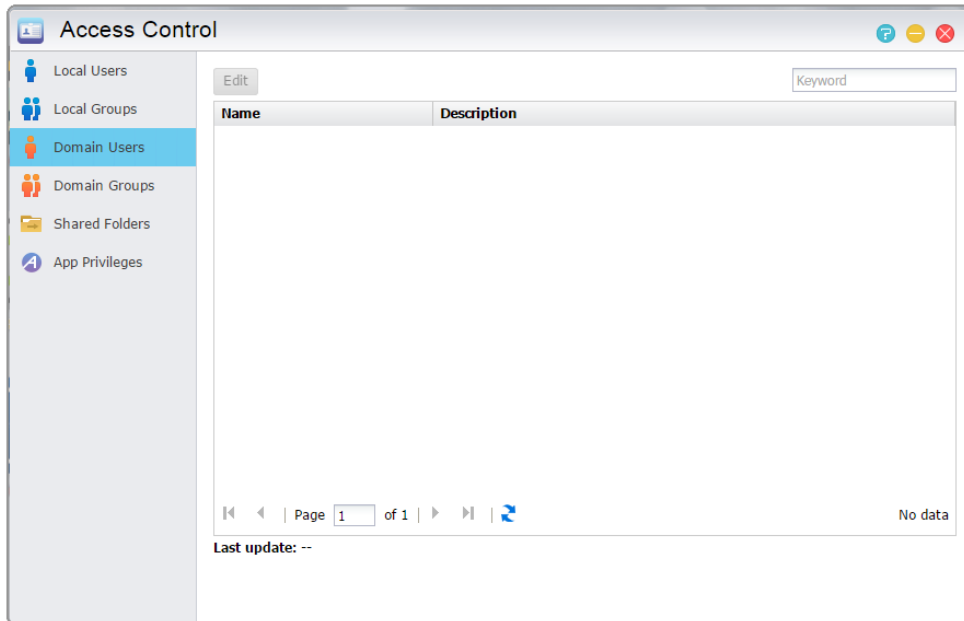 Access Control
Local Users
Local Groups
Domain Users
Domain Groups
Shared Folders
App Privileges
Edit
Keyword
Name Description
Page 1 of 1
No data
Last update: --